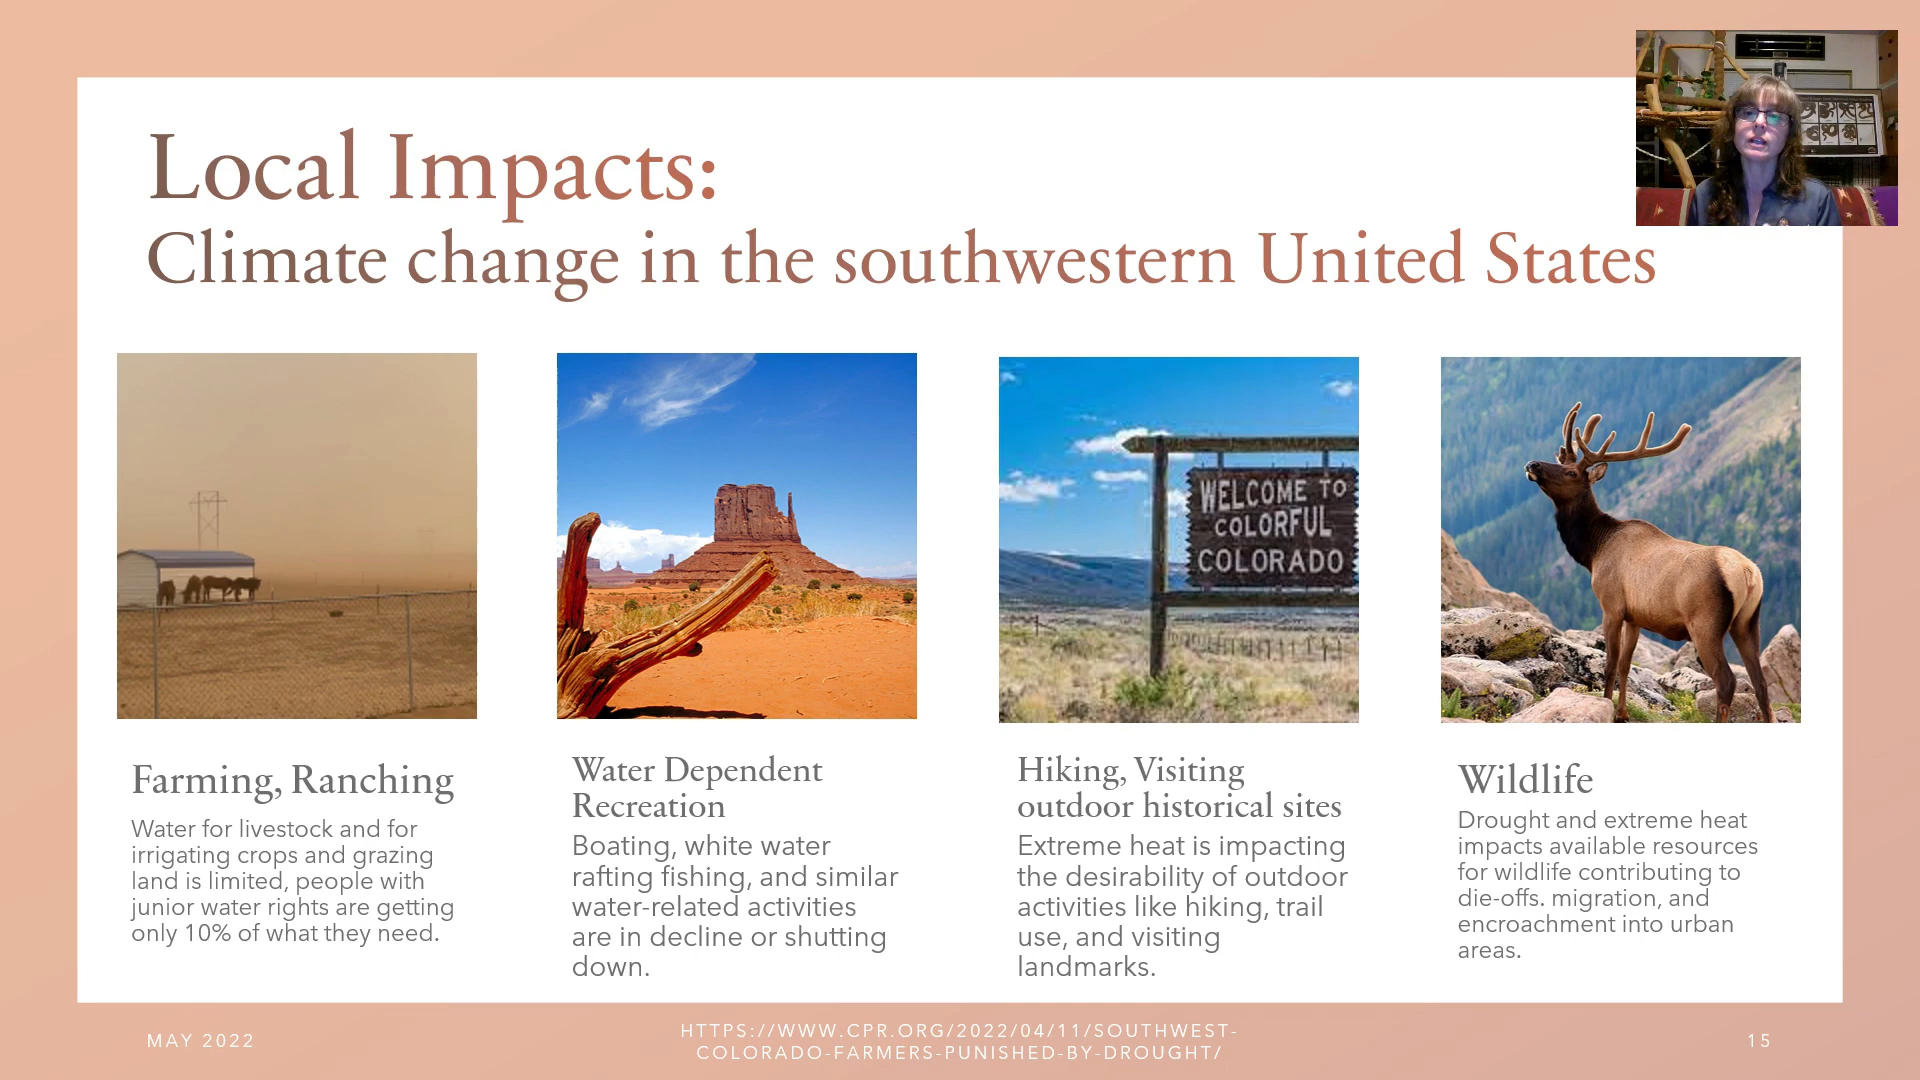 Local Impacts:
Climate change in the southwestern United States
WELCOME TO
COLORFUL
COLORADO
Farming, Ranching
Water for livestock and for
irrigating crops and grazing
land is limited, people with
junior water rights are getting
only 10% of what they need.
Water Dependent
Recreation
Boating, white water
rafting fishing, and similar
water-related activities
are in decline or shutting
down.
Hiking, Visiting
outdoor historical sites
Extreme heat is impacting
the desirability of outdoor
activities like hiking, trail
use, and visiting
landmarks.
Wildlife
Drought and extreme heat
impacts available resources
for wildlife contributing to
die-offs. migration, and
encroachment into urban
areas.
MAY 2022
HTTPS://WWW.CPR.ORG/2022/04/11/SOUTHWEST-
COLORADO-FARMERS-PUNISHED-BY-DROUGHT/
15